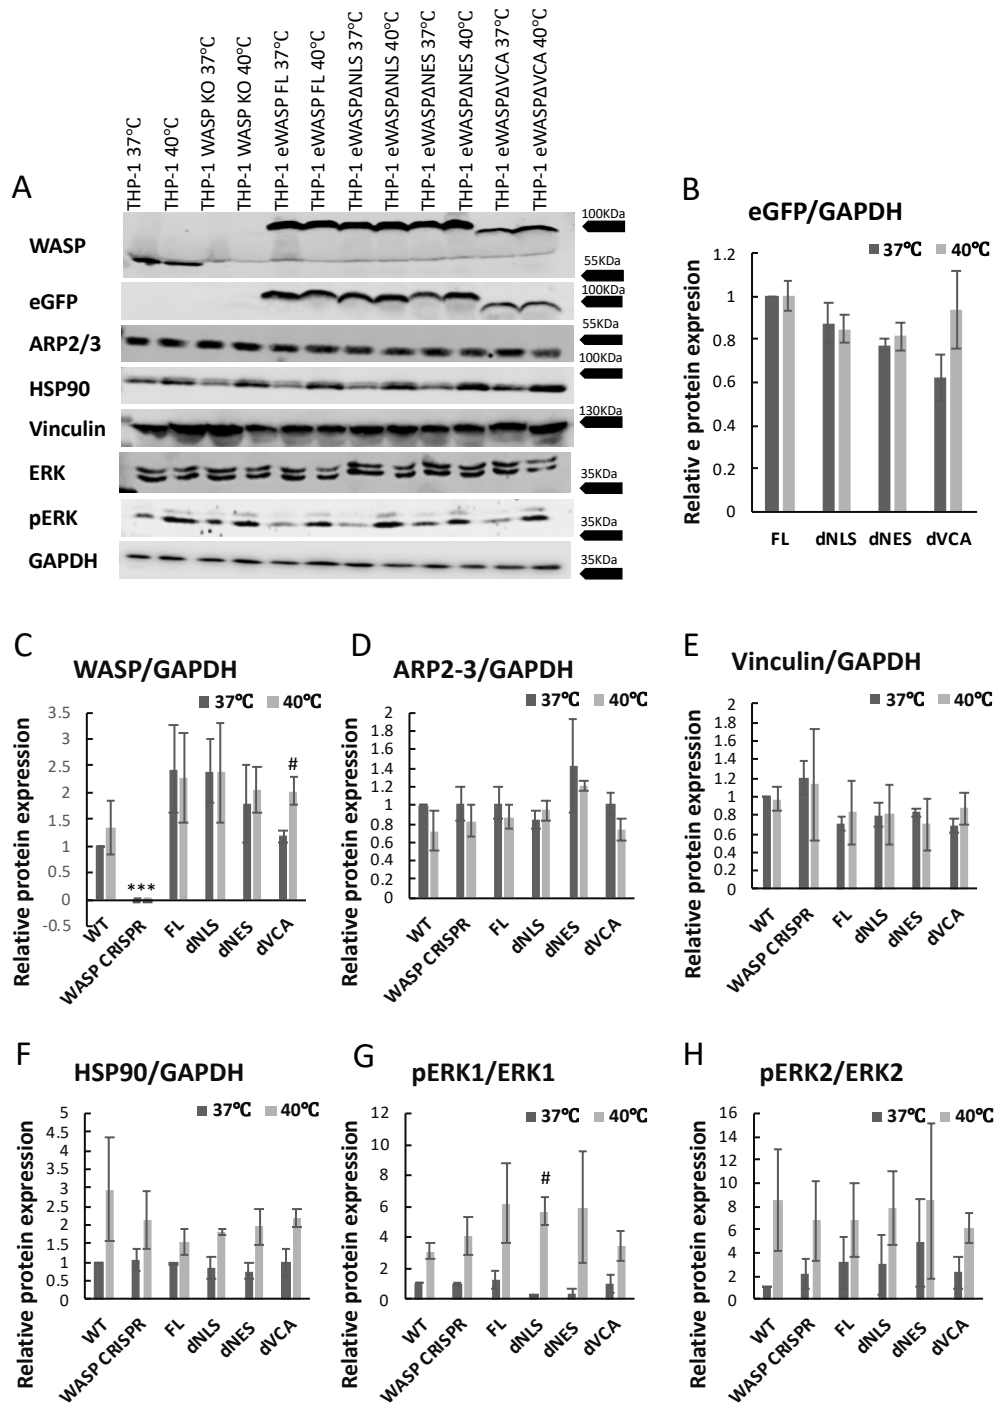 A
THP-1 37℃
THP-1 40℃
THP-1 WASP KO 37℃
THP-1 WASP KO 40℃
THP-1 eWASP FL 37℃
THP-1 eWASP FL 40℃
THP-1 eWASPΔNLS 37℃
THP-1 eWASPΔNLS 40℃
THP-1 eWASPΔNES 37℃
THP-1 eWASPΔNES 40℃
THP-1 eWASPΔVCA 37℃
THP-1 eWASPΔVCA 40℃
WASP
100KDa
55KDa
eGFP
100KDa
ARP2/3
55KDa
100KDa
HSP90
Vinculin
130KDa
ERK
35KDa
pERK
35KDa
GAPDH
35KDa
B
eGFP/GAPDH
37℃ 40℃
Relativ e protein expresion
1.2
1
0.8
0.6
0.4
0.2
0
FL dNLS dNES dVCA
C
WASP/GAPDH
37℃ 40℃
Relative protein expression
3.5
3
2.5
2
1.5
1
0.5
0
-0.5
***
#
WT WASP CRISPR FL dNLS dNES dVCA
D
ARP2-3/GAPDH
37℃ 40℃
Relative protein expression
2
1.8
1.6
1.4
1.2
1
0.8
0.6
0.4
0.2
0
WT WASP CRISPR FL dNLS dNES dVCA
E
Vinculin/GAPDH
37℃ 40℃
Relative protein expression
2
1.8
1.6
1.4
1.2
1
0.8
0.6
0.4
0.2
0
WT WASP CRISPR FL dNLS dNES dVCA
F
HSP90/GAPDH
37℃ 40℃
Relative protein expression
5
4.5
4
3.5
3
2.5
2
1.5
1
0.5
0
WT WASP CRISPR FL dNLS dNES dVCA
G
pERK1/ERK1
37℃ 40℃
Relative protein expression
12
10
8
6
4
2
0
#
WT WASP CRISPR FL dNLS dNES dVCA
H
pERK2/ERK2
37℃ 40℃
Relative protein expression
16
14
12
10
8
6
4
2
0
WT WASP CRISPR FL dNLS dNES dVCA